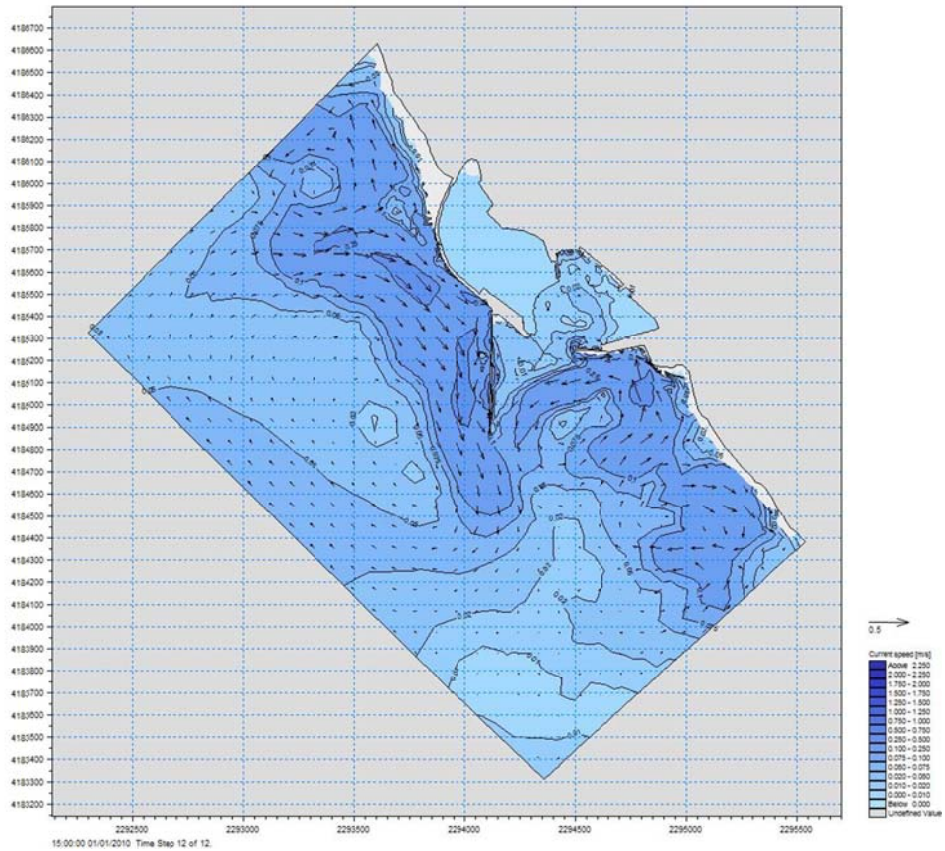 4186700
4186600
4186500
4186400
4186300
4186200
4186100
4186000
4185900
4185800
4185700
4185600
4185500
4185400
4185300
4185200
4185100
4185000
4184900
4184800
4184700
4184600
4184500
4184400
4184300
4184200
4184100
4184000
4183900
4183800
4183700
4183600
4183500
4183400
4183300
4183200
2292500 2293000 2293500 2294000 2294500 2295000 2295500
15:00:00 01/01/2010 Time Step 12 of 12.
0.5
Current speed [m/s]
Above 2.250
2.000 - 2.250
1.750 - 2.000
1.500 - 1.750
1.250 - 1.500
1.000 - 1.250
0.750 - 1.000
0.500 - 0.750
0.250 - 0.500
0.100 - 0.250
0.075 - 0.100
0.050 - 0.075
0.020 - 0.050
0.010 - 0.020
0.000 - 0.010
Below 0.000
Undefined Value